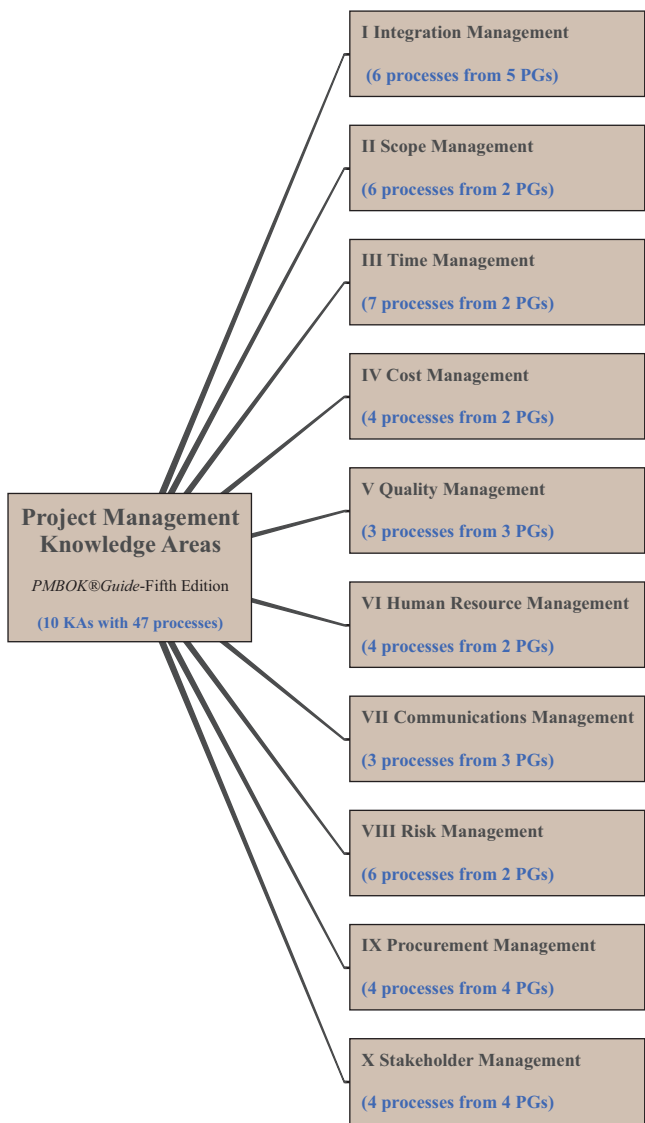 I Integration Management
(6 processes from 5 PGs)
II Scope Management
(6 processes from 2 PGs)
III Time Management
(7 processes from 2 PGs)
IV Cost Management
(4 processes from 2 PGs)
Project Management
Knowledge Areas
PMBOK®Guide-Fifth Edition
(10 KAs with 47 processes)
V Quality Management
(3 processes from 3 PGs)
VI Human Resource Management
(4 processes from 2 PGs)
VII Communications Management
(3 processes from 3 PGs)
VIII Risk Management
(6 processes from 2 PGs)
IX Procurement Management
(4 processes from 4 PGs)
X Stakeholder Management
(4 processes from 4 PGs)